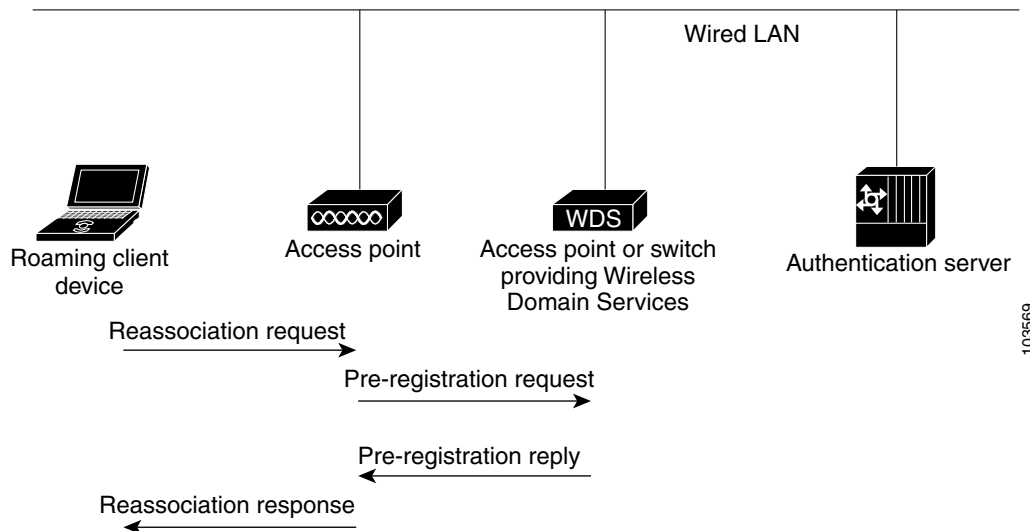 Wired LAN
WDS
Roaming client
device
Access point
Access point or switch
providing Wireless
Domain Services
Authentication server
103569
Reassociation request
Pre-registration request
Pre-registration reply
Reassociation response